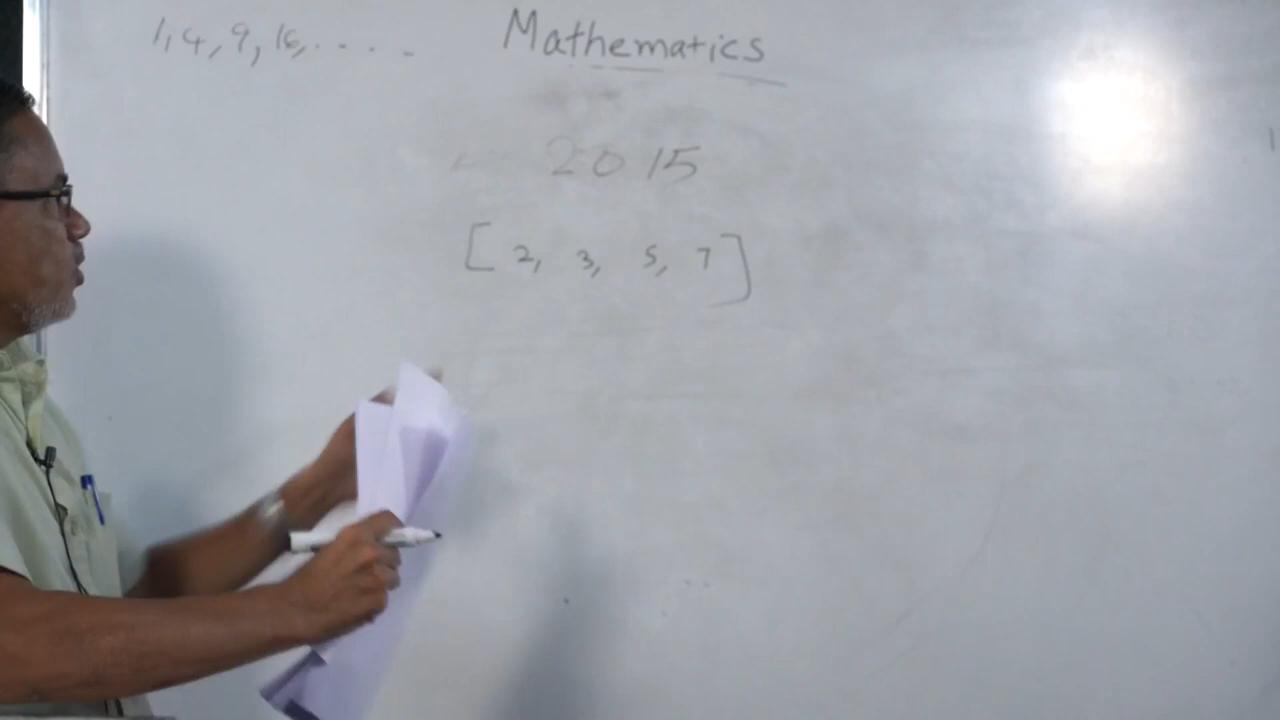 1, 4, 9, 16, . . . .
Mathematics
2015
[ 2, 3, 5, 7 ]